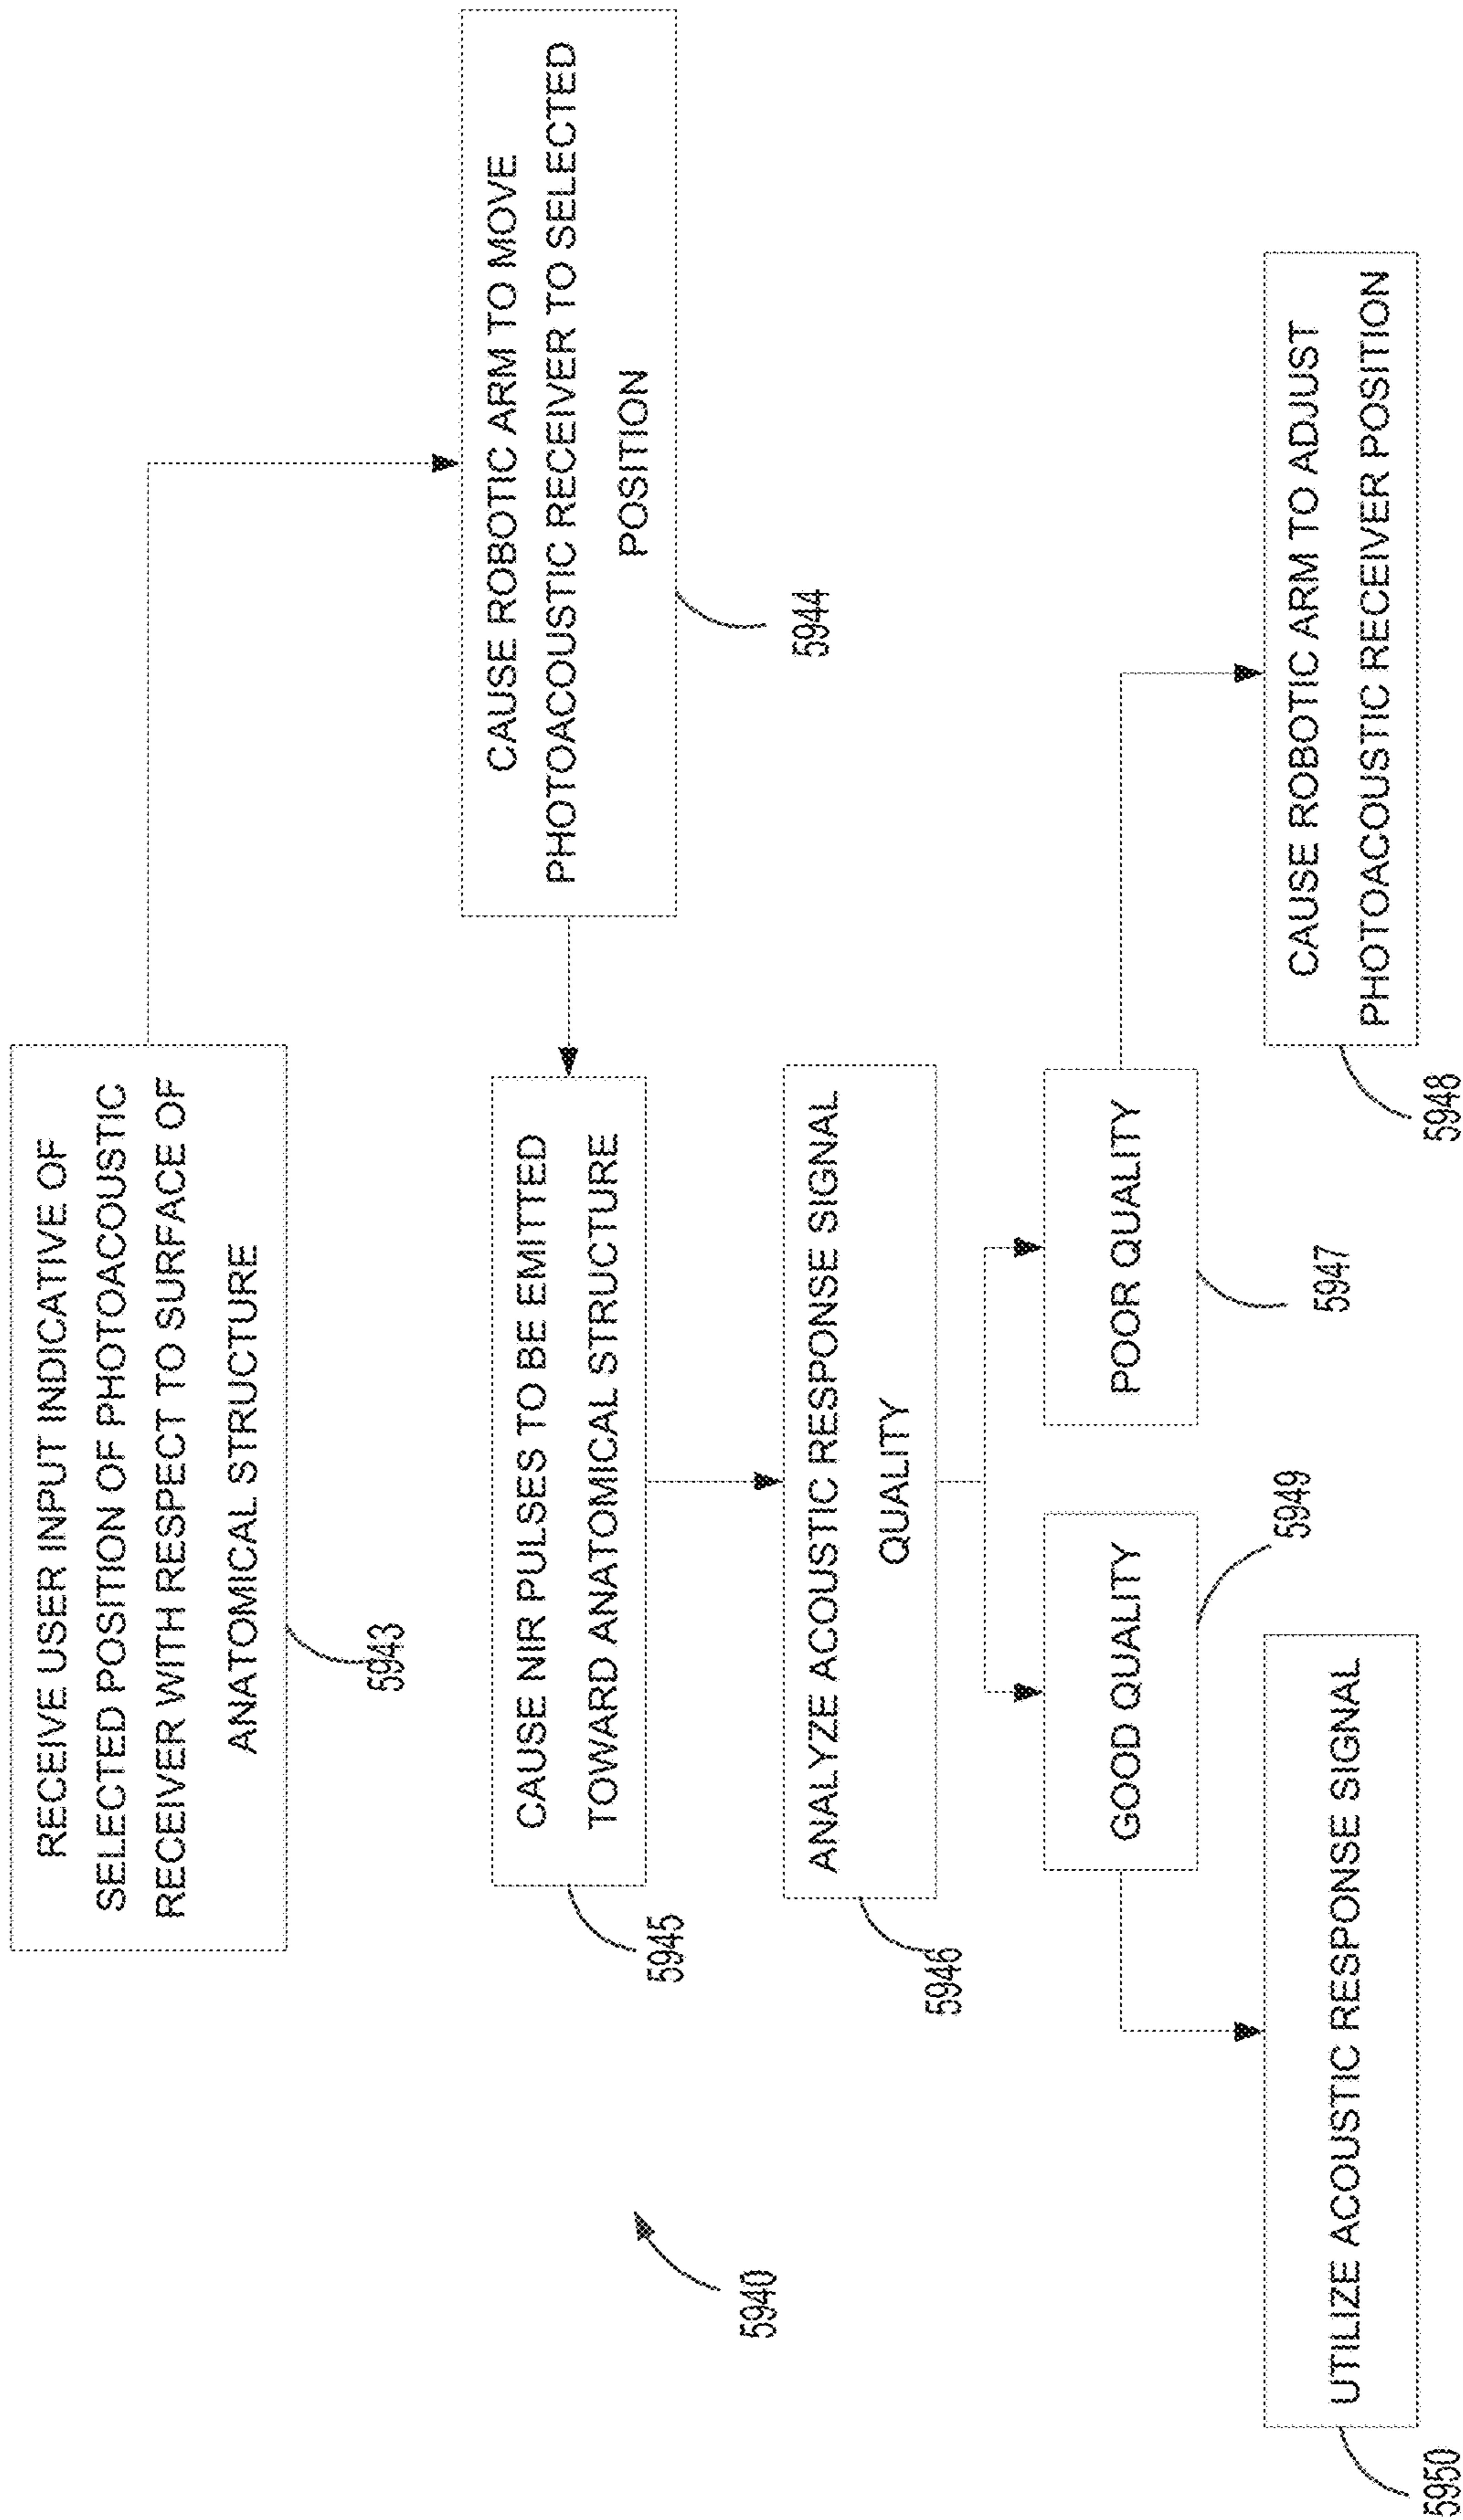 RECEIVE USER INPUT INDICATIVE OF
SELECTED POSITION OF PHOTOACOUSTIC
RECEIVER WITH RESPECT TO SURFACE OF
ANATOMICAL STRUCTURE
5943
CAUSE ROBOTIC ARM TO MOVE
PHOTOACOUSTIC RECEIVER TO SELECTED
POSITION
5944
CAUSE NIR PULSES TO BE EMITTED
TOWARD ANATOMICAL STRUCTURE
5945
ANALYZE ACOUSTIC RESPONSE SIGNAL
QUALITY
5946
GOOD QUALITY
5949
POOR QUALITY
5947
UTILIZE ACOUSTIC RESPONSE SIGNAL
5950
CAUSE ROBOTIC ARM TO ADJUST
PHOTOACOUSTIC RECEIVER POSITION
5948
5940